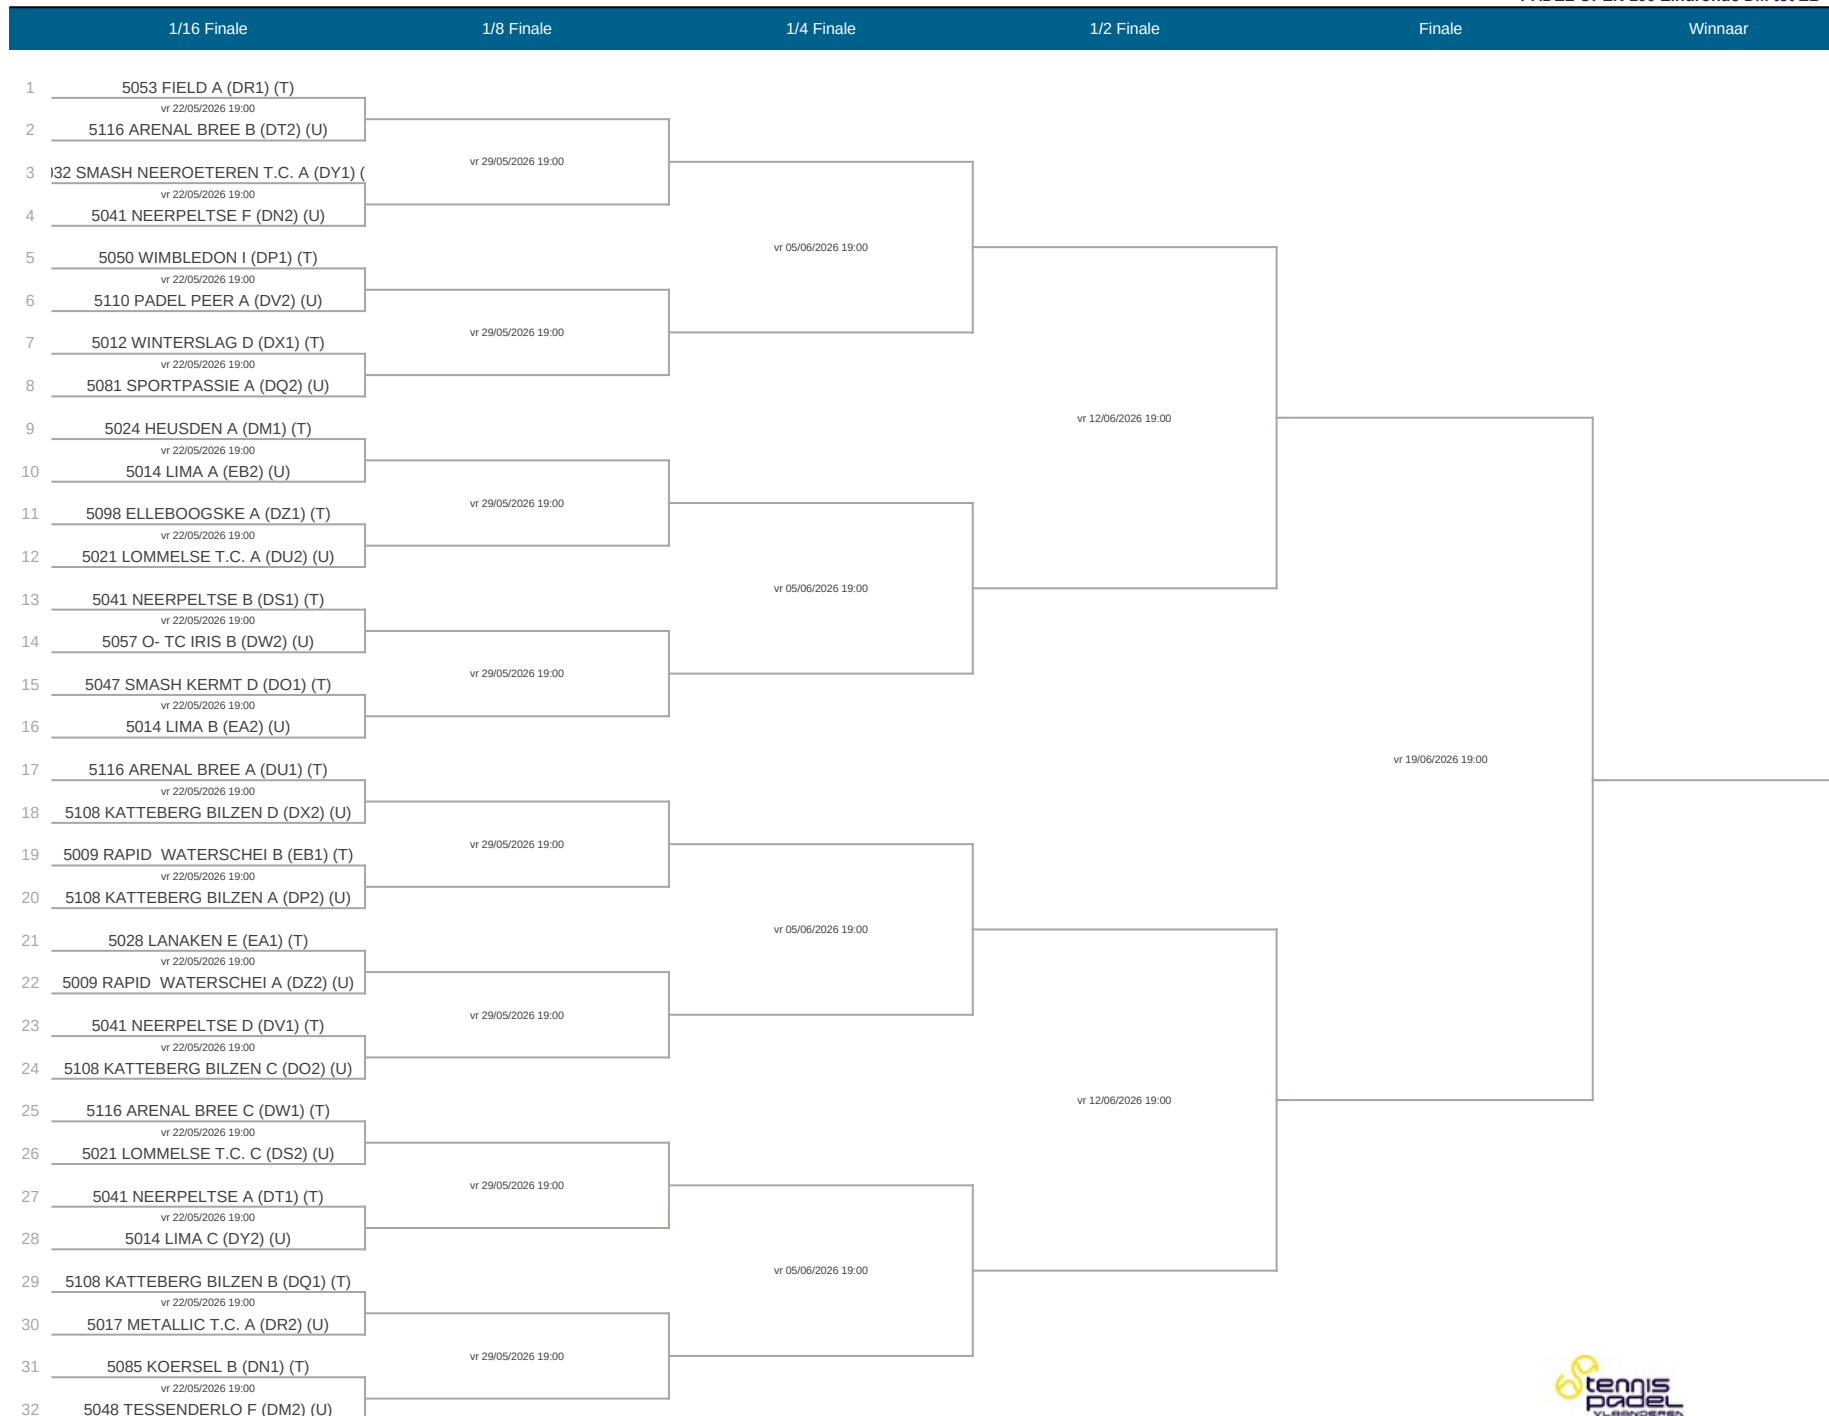 1/16 Finale 1/8 Finale 1/4 Finale 1/2 Finale Finale Winnaar
1 5053 FIELD A (DR1) (T)
vr 22/05/2026 19:00
2 5116 ARENAL BREE B (DT2) (U)
vr 29/05/2026 19:00
3 032 SMASH NEEROETEREN T.C. A (DY1) (
vr 22/05/2026 19:00
4 5041 NEERPELTSE F (DN2) (U)
vr 05/06/2026 19:00
5 5050 WIMBLEDON I (DP1) (T)
vr 22/05/2026 19:00
6 5110 PADEL PEER A (DV2) (U)
vr 29/05/2026 19:00
7 5012 WINTERSLAG D (DX1) (T)
vr 22/05/2026 19:00
8 5081 SPORTPASSIE A (DQ2) (U)
vr 12/06/2026 19:00
9 5024 HEUSDEN A (DM1) (T)
vr 22/05/2026 19:00
10 5014 LIMA A (EB2) (U)
vr 29/05/2026 19:00
11 5098 ELLEBOOGSKE A (DZ1) (T)
vr 22/05/2026 19:00
12 5021 LOMMELSE T.C. A (DU2) (U)
vr 05/06/2026 19:00
13 5041 NEERPELTSE B (DS1) (T)
vr 22/05/2026 19:00
14 5057 O- TC IRIS B (DW2) (U)
vr 29/05/2026 19:00
15 5047 SMASH KERMT D (DO1) (T)
vr 22/05/2026 19:00
16 5014 LIMA B (EA2) (U)
vr 19/06/2026 19:00
17 5116 ARENAL BREE A (DU1) (T)
vr 22/05/2026 19:00
18 5108 KATTEBERG BILZEN D (DX2) (U)
vr 29/05/2026 19:00
19 5009 RAPID  WATERSCHEI B (EB1) (T)
vr 22/05/2026 19:00
20 5108 KATTEBERG BILZEN A (DP2) (U)
vr 05/06/2026 19:00
21 5028 LANAKEN E (EA1) (T)
vr 22/05/2026 19:00
22 5009 RAPID  WATERSCHEI A (DZ2) (U)
vr 29/05/2026 19:00
23 5041 NEERPELTSE D (DV1) (T)
vr 22/05/2026 19:00
24 5108 KATTEBERG BILZEN C (DO2) (U)
vr 12/06/2026 19:00
25 5116 ARENAL BREE C (DW1) (T)
vr 22/05/2026 19:00
26 5021 LOMMELSE T.C. C (DS2) (U)
vr 29/05/2026 19:00
27 5041 NEERPELTSE A (DT1) (T)
vr 22/05/2026 19:00
28 5014 LIMA C (DY2) (U)
vr 05/06/2026 19:00
29 5108 KATTEBERG BILZEN B (DQ1) (T)
vr 22/05/2026 19:00
30 5017 METALLIC T.C. A (DR2) (U)
vr 29/05/2026 19:00
31 5085 KOERSEL B (DN1) (T)
vr 22/05/2026 19:00
32 5048 TESSENDERLO F (DM2) (U)
tennis
padel
VLAANDEREN